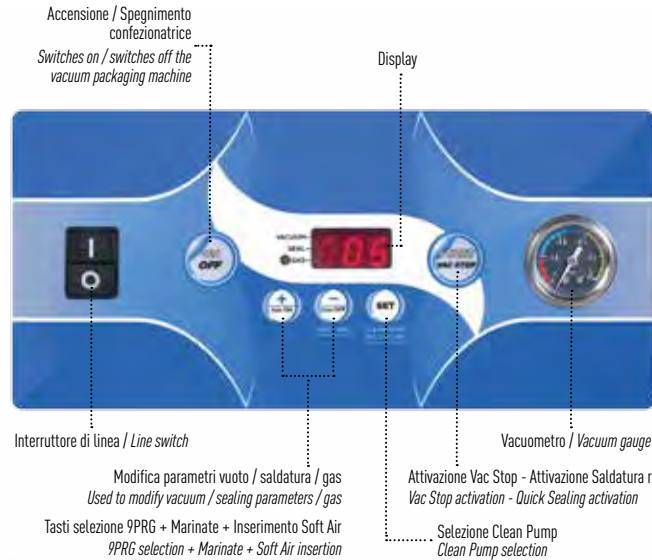 Accensione / Spegnimento
confezionatrice
Switches on / switches off the
vacuum packaging machine
Display
VACUUM
SEAL
GAS
105
I
O
OFF
VAC STOP
+
−
SET
Interruttore di linea / Line switch
Vacuometro / Vacuum gauge
Modifica parametri vuoto / saldatura / gas
Used to modify vacuum / sealing parameters / gas
Attivazione Vac Stop - Attivazione Saldatura r
Vac Stop activation - Quick Sealing activation
Tasti selezione 9PRG + Marinate + Inserimento Soft Air
9PRG selection + Marinate + Soft Air insertion
Selezione Clean Pump
Clean Pump selection